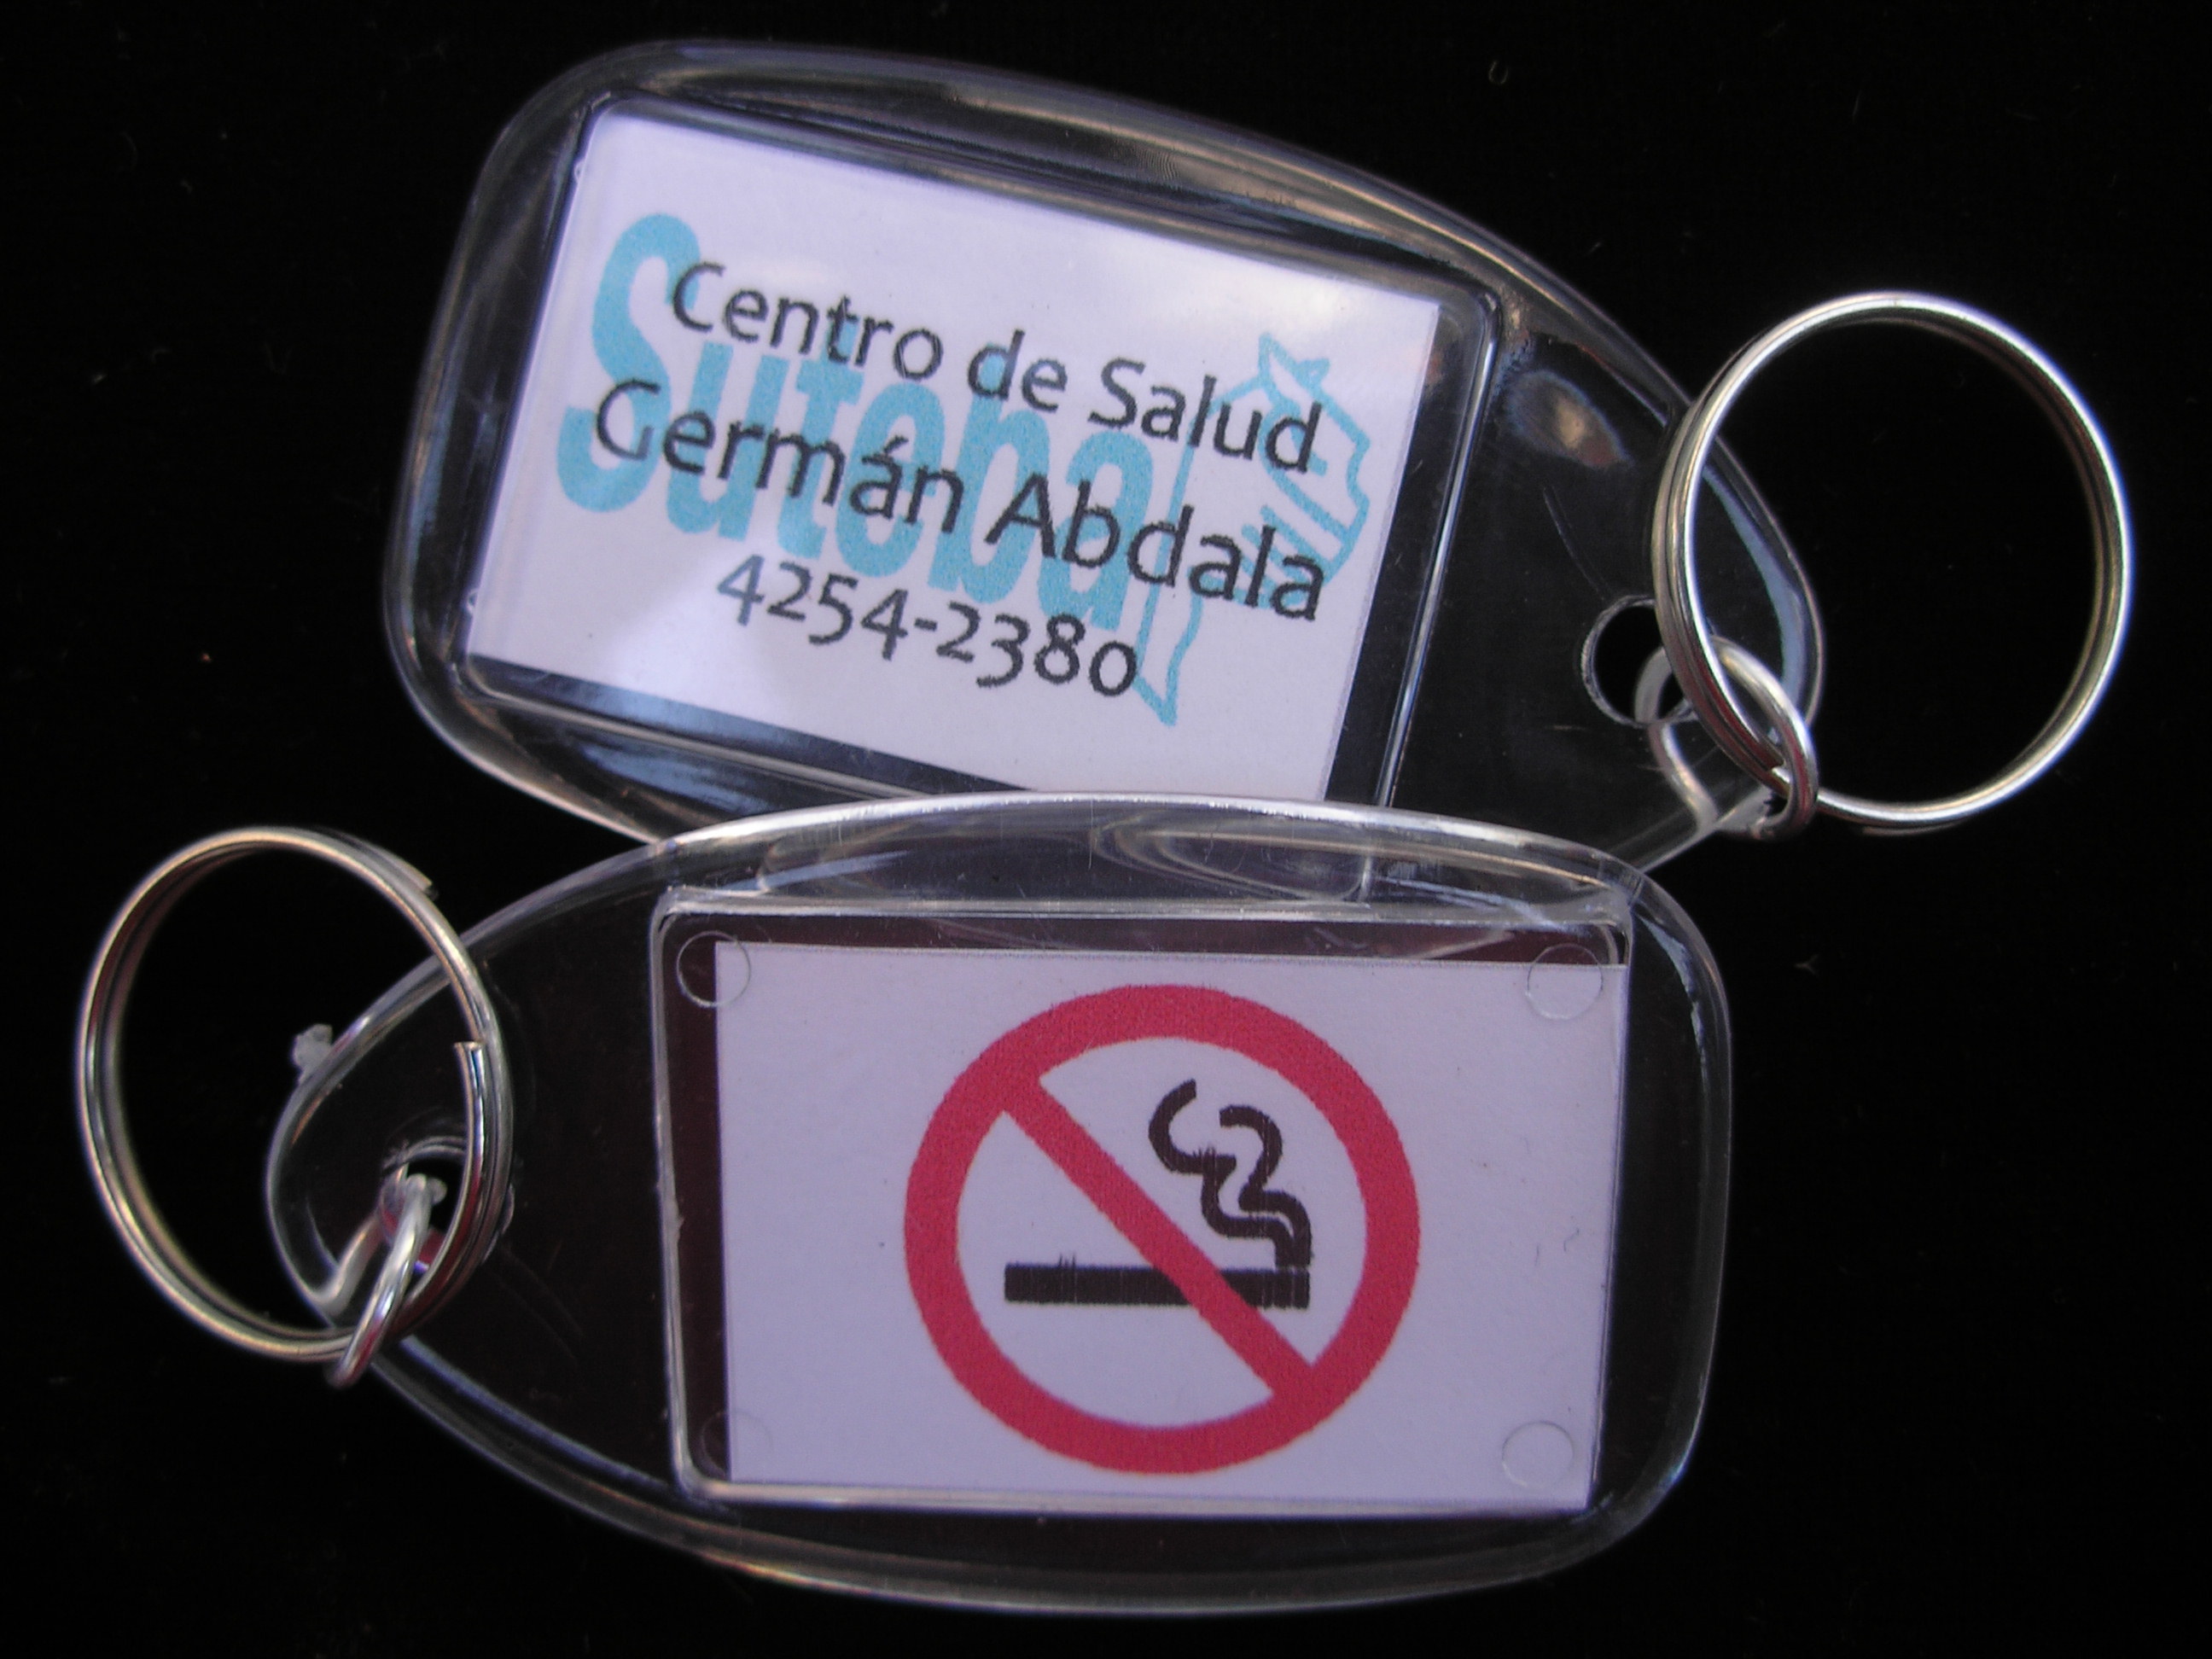 Suteba
Centro de Salud
Germán Abdala
4254-2380